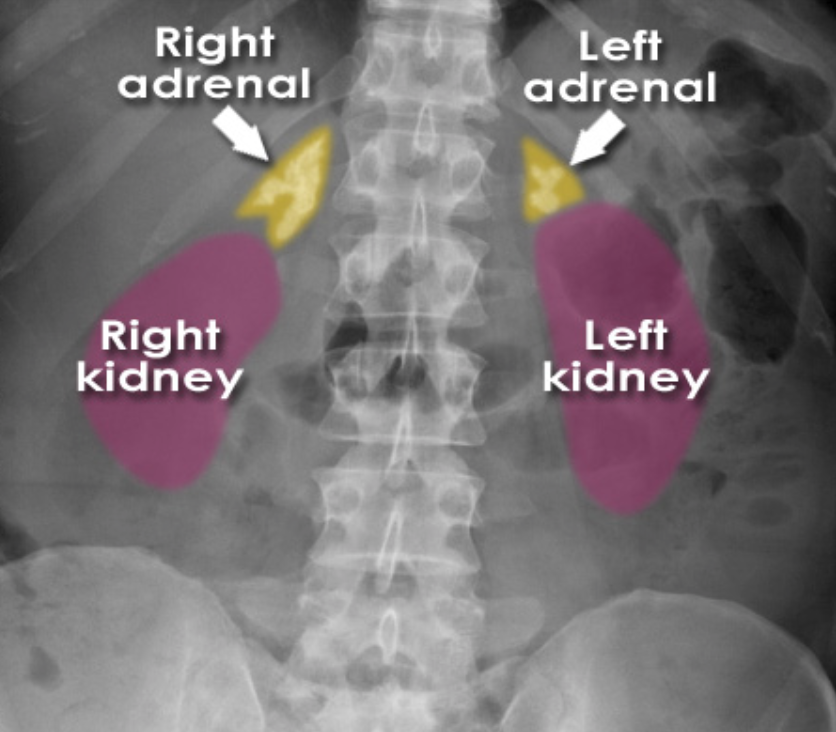 Right
adrenal
Left
adrenal
Right
kidney
Left
kidney